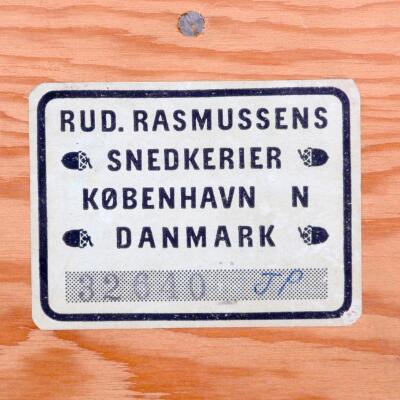 RUD. RASMUSSENS
SNEDKERIER
KØBENHAVN N
DANMARK
32640 JP